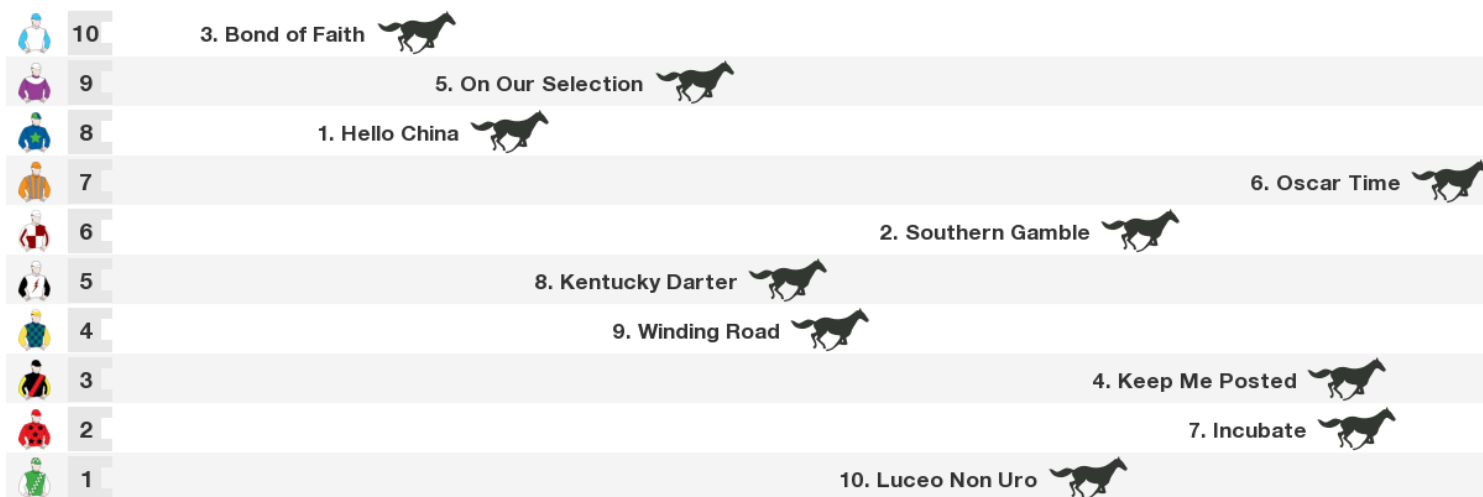 10 3. Bond of Faith
9 5. On Our Selection
8 1. Hello China
7 6. Oscar Time
6 2. Southern Gamble
5 8. Kentucky Darter
4 9. Winding Road
3 4. Keep Me Posted
2 7. Incubate
1 10. Luceo Non Uro